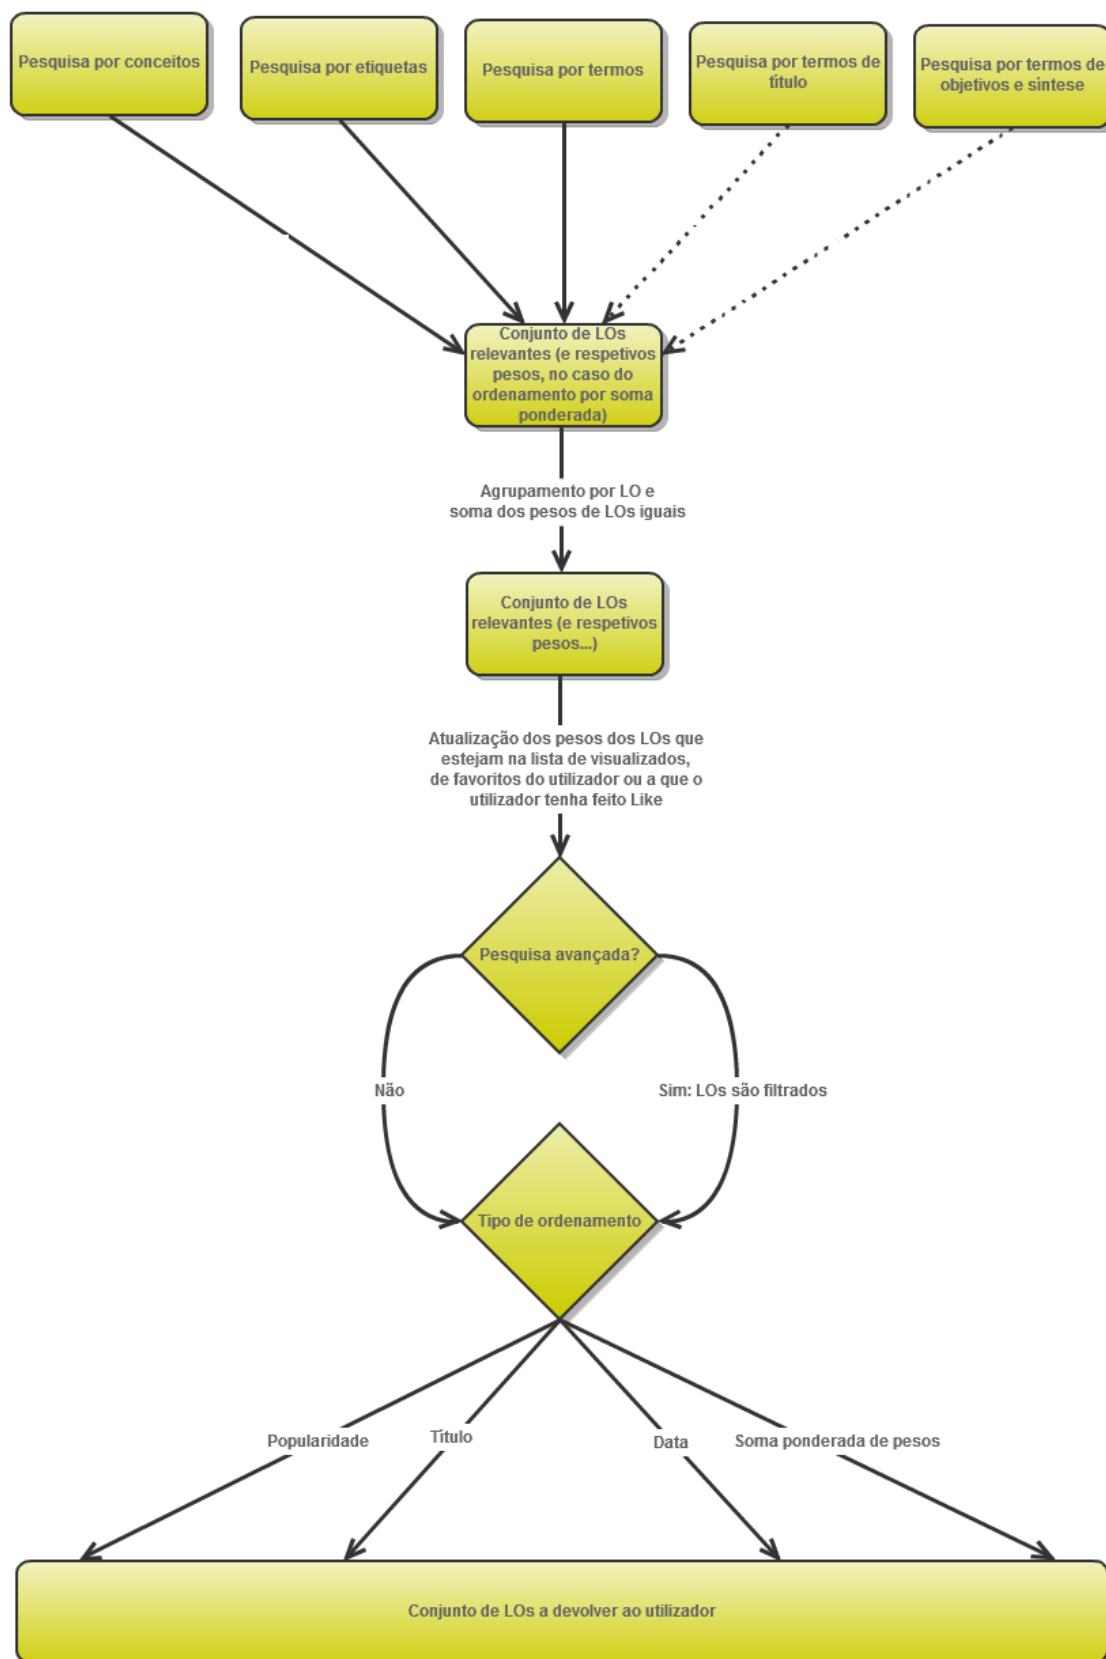 Pesquisa por conceitos
Pesquisa por etiquetas
Pesquisa por termos
Pesquisa por termos de
título
Pesquisa por termos de
objetivos e síntese
Conjunto de LOs
relevantes (e respetivos
pesos, no caso do
ordenamento por soma
ponderada)
Agrupamento por LO e
soma dos pesos de LOs iguais
Conjunto de LOs
relevantes (e respetivos
pesos...)
Atualização dos pesos dos LOs que
estejam na lista de visualizados,
de favoritos do utilizador ou a que o
utilizador tenha feito Like
Pesquisa avançada?
Não
Sim: LOs são filtrados
Tipo de ordenamento
Popularidade
Título
Data
Soma ponderada de pesos
Conjunto de LOs a devolver ao utilizador